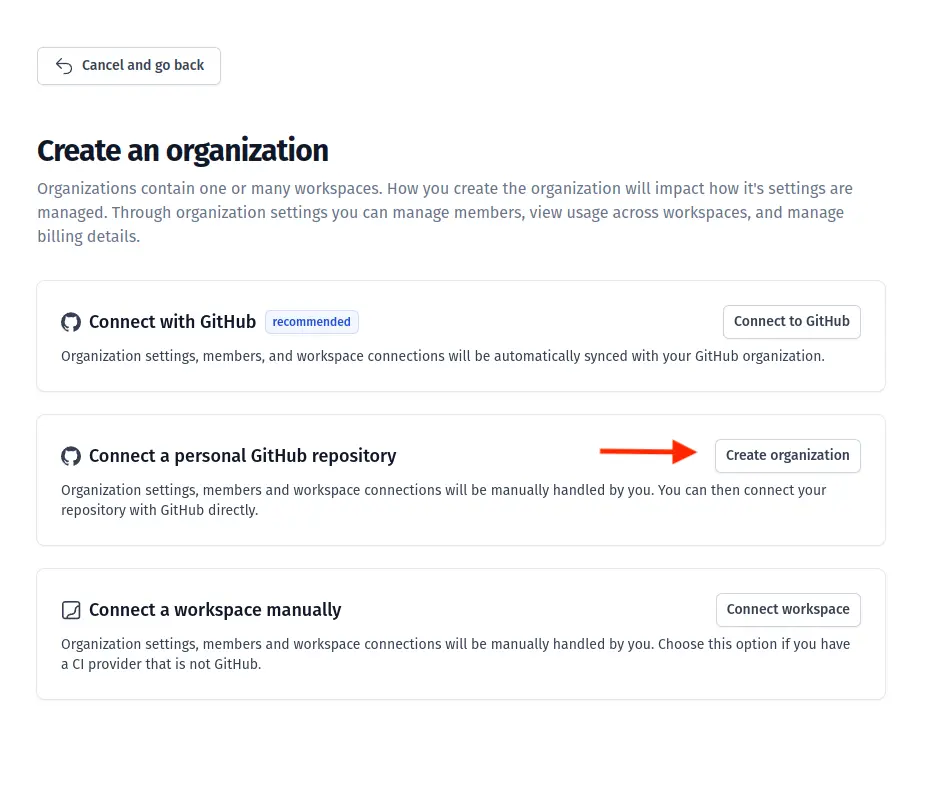 Cancel and go back
Create an organization
Organizations contain one or many workspaces. How you create the organization will impact how it's settings are
managed. Through organization settings you can manage members, view usage across workspaces, and manage
billing details.
Connect with GitHub recommended Connect to GitHub
Organization settings, members, and workspace connections will be automatically synced with your GitHub organization.
Connect a personal GitHub repository Create organization
Organization settings, members and workspace connections will be manually handled by you. You can then connect your
repository with GitHub directly.
Connect a workspace manually Connect workspace
Organization settings, members and workspace connections will be manually handled by you. Choose this option if you have
a CI provider that is not GitHub.